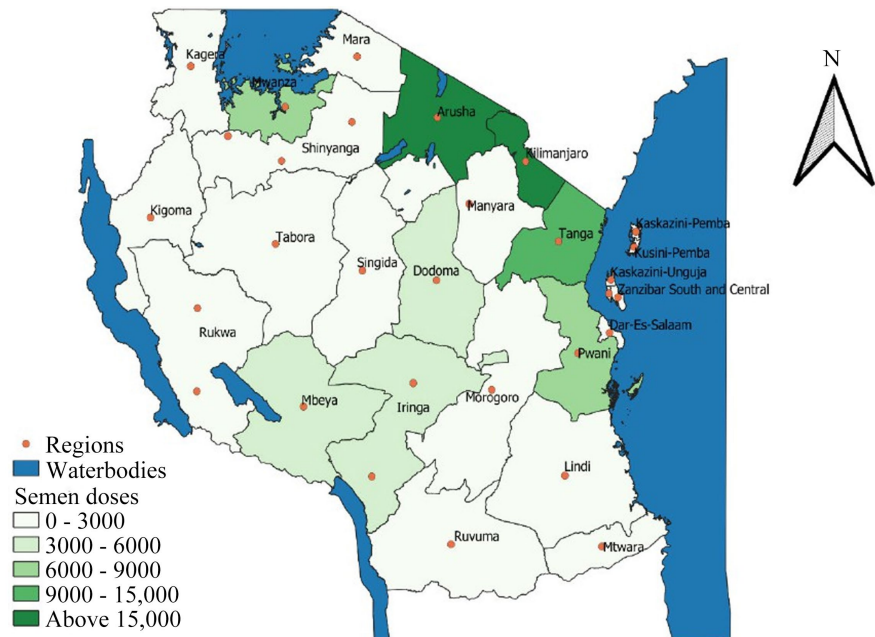 Mara
Kagera
N
Mwanza
Arusha
Shinyanga
Kilimanjaro
Manyara
Kigoma
Kaskazini-Pemba
Tabora
Tanga
Kusini-Pemba
Singida
Dodoma
Kaskazini-Unguja
Zanzibar South and Central
Rukwa
Dar-Es-Salaam
Pwani
Mbeya
Iringa
Morogoro
Regions
Waterbodies
Lindi
Semen doses
0 - 3000
3000 - 6000
Ruvuma
Mtwara
6000 - 9000
9000 - 15,000
Above 15,000